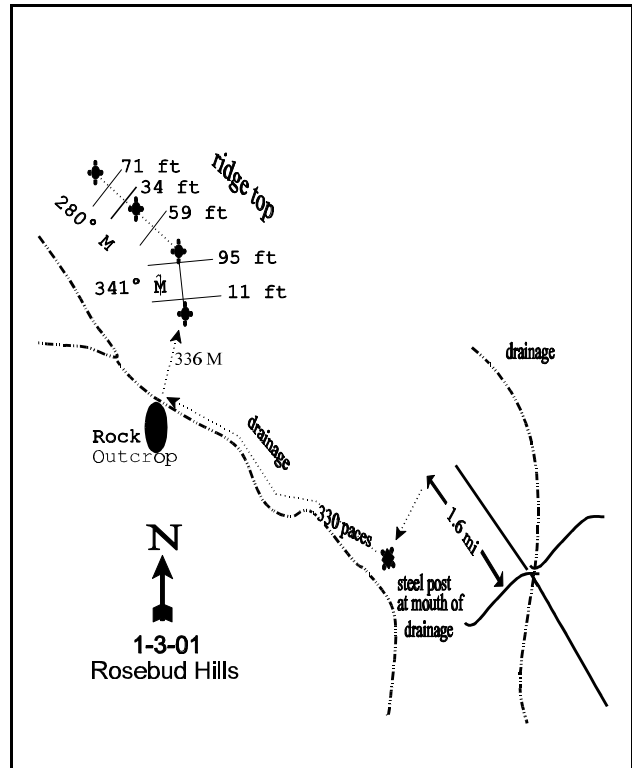 ridge top
71 ft
34 ft
59 ft
280° M
95 ft
341° M
11 ft
336 M
drainage
drainage
Rock
Outcrop
330 paces
1.6 mi
steel post
at mouth of
drainage
N
1-3-01
Rosebud Hills